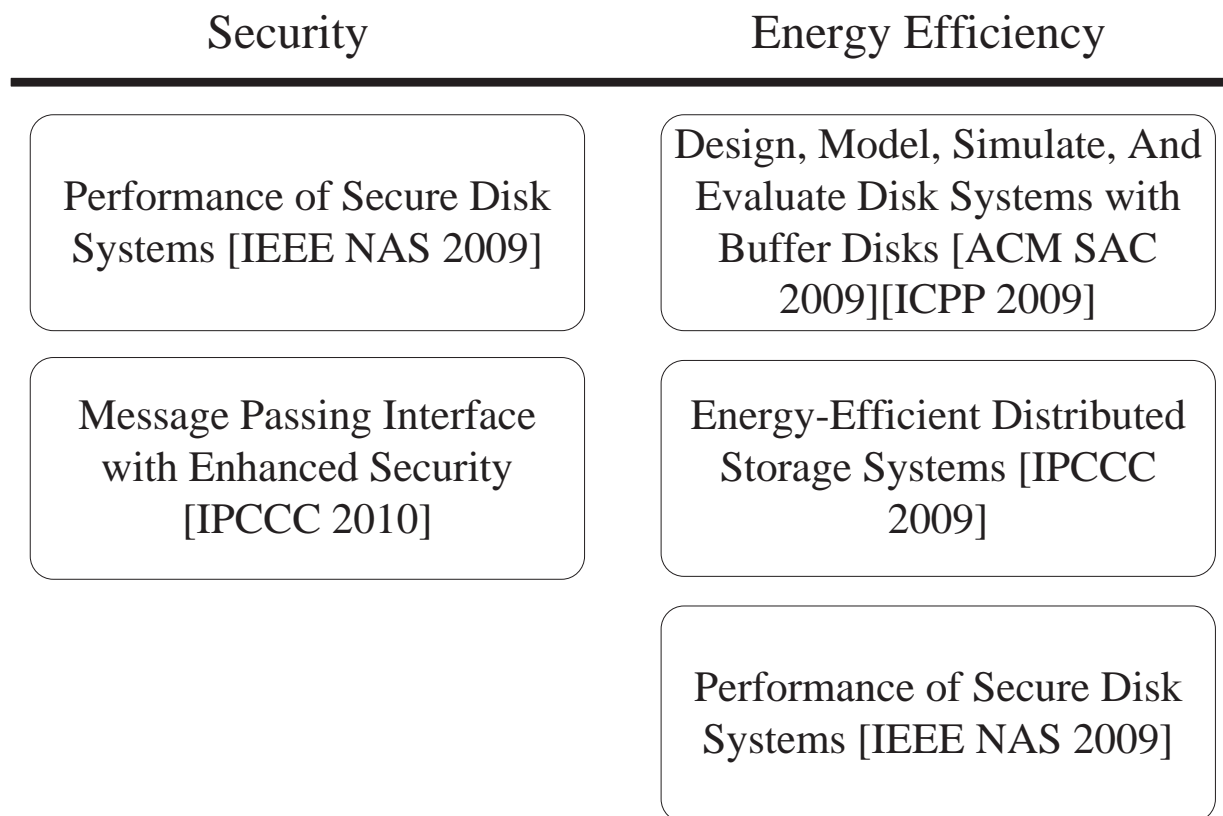 Security
Energy Efficiency
Performance of Secure Disk
Systems [IEEE NAS 2009]
Design, Model, Simulate, And
Evaluate Disk Systems with
Buffer Disks [ACM SAC
2009][ICPP 2009]
Message Passing Interface
with Enhanced Security
[IPCCC 2010]
Energy-Efficient Distributed
Storage Systems [IPCCC
2009]
Performance of Secure Disk
Systems [IEEE NAS 2009]